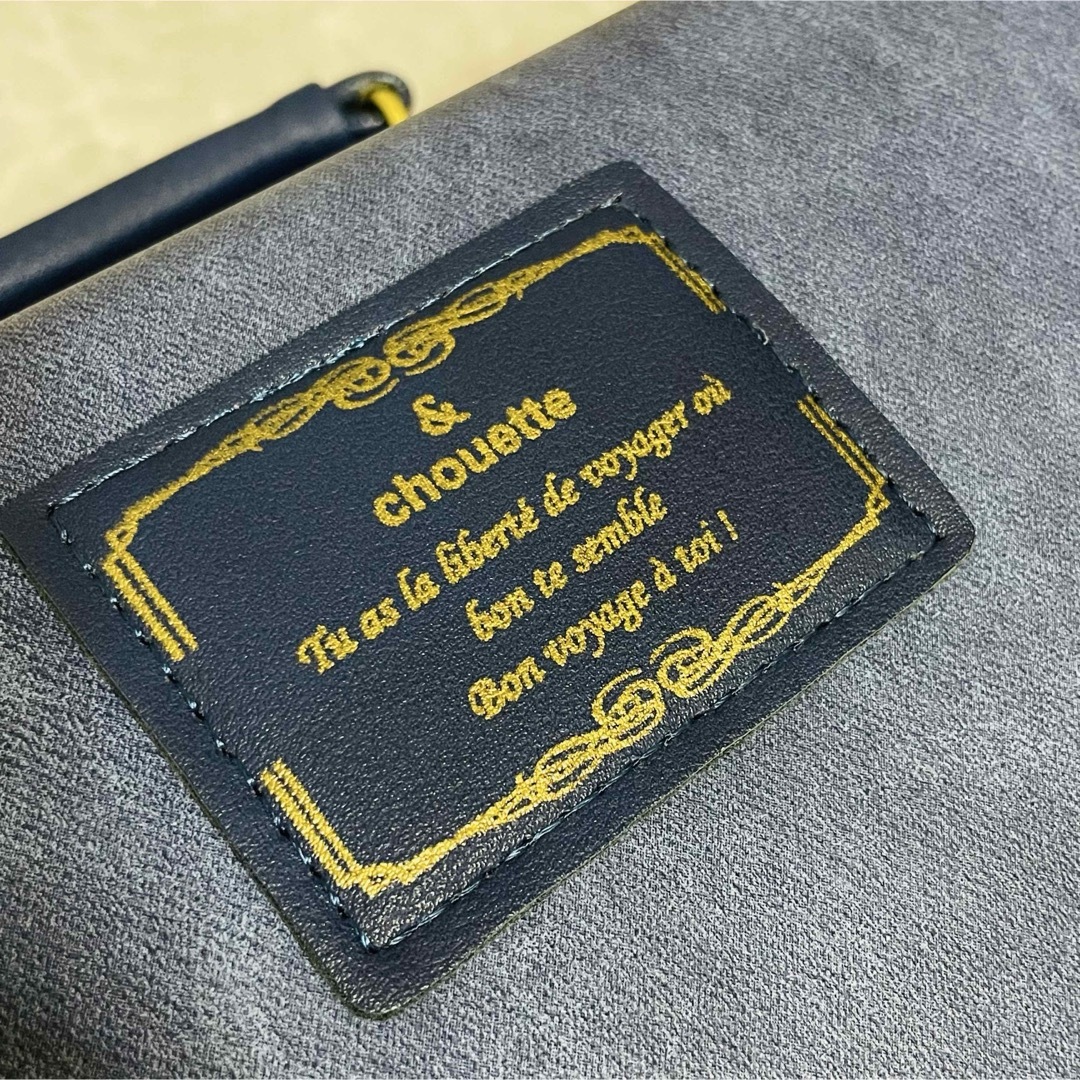 &
chouette
Tu as la liberté de voyager où
bon te semble
Bon voyage à toi !